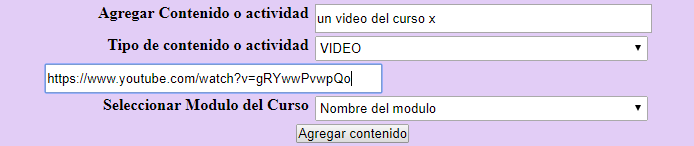 Agregar Contenido o actividad un video del curso x
Tipo de contenido o actividad VIDEO
https://www.youtube.com/watch?v=gRYwwPvwpQo
Seleccionar Modulo del Curso Nombre del modulo
Agregar contenido